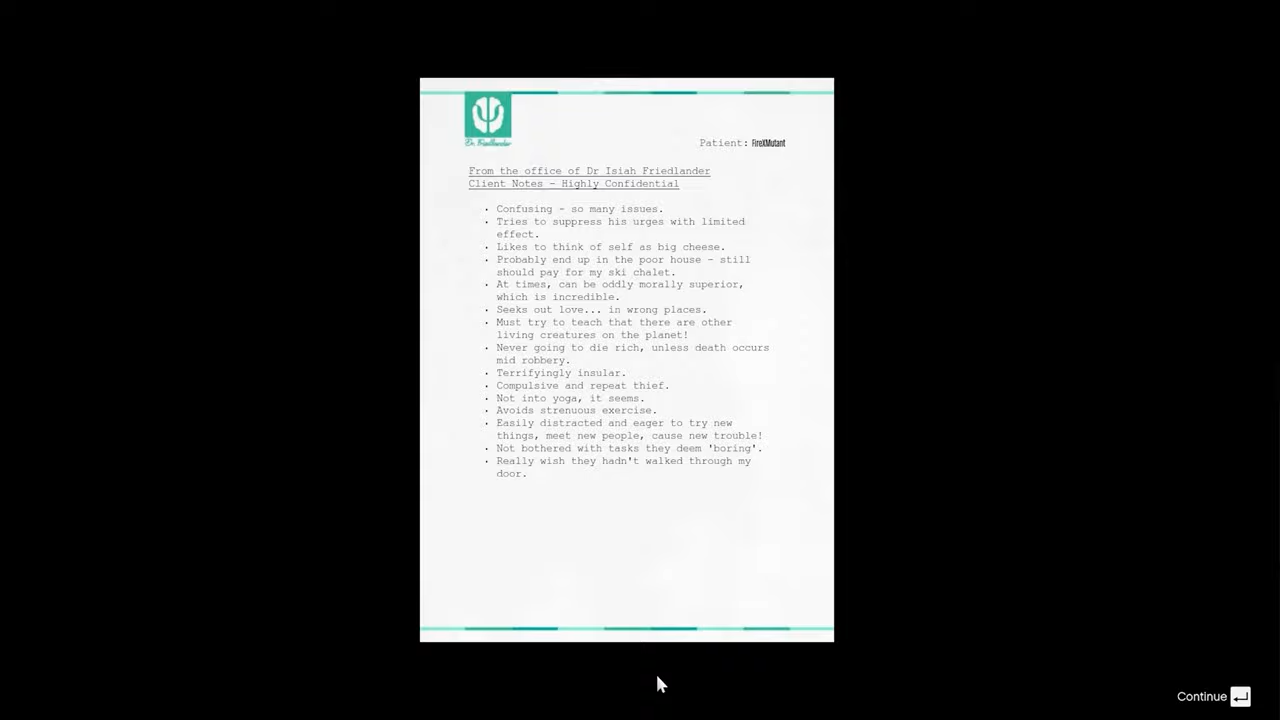 Dr. Friedlander
Patient: FireXMutant
From the office of Dr Isiah Friedlander
Client Notes - Highly Confidential
· Confusing - so many issues.
· Tries to suppress his urges with limited
effect.
· Likes to think of self as big cheese.
· Probably end up in the poor house - still
should pay for my ski chalet.
· At times, can be oddly morally superior,
which is incredible.
· Seeks out love... in wrong places.
· Must try to teach that there are other
living creatures on the planet!
· Never going to die rich, unless death occurs
mid robbery.
· Terrifyingly insular.
· Compulsive and repeat thief.
· Not into yoga, it seems.
· Avoids strenuous exercise.
· Easily distracted and eager to try new
things, meet new people, cause new trouble!
· Not bothered with tasks they deem 'boring'.
· Really wish they hadn't walked through my
door.
Continue